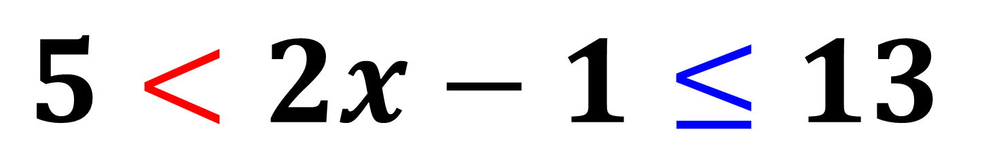 5 < 2x − 1 ≤ 13